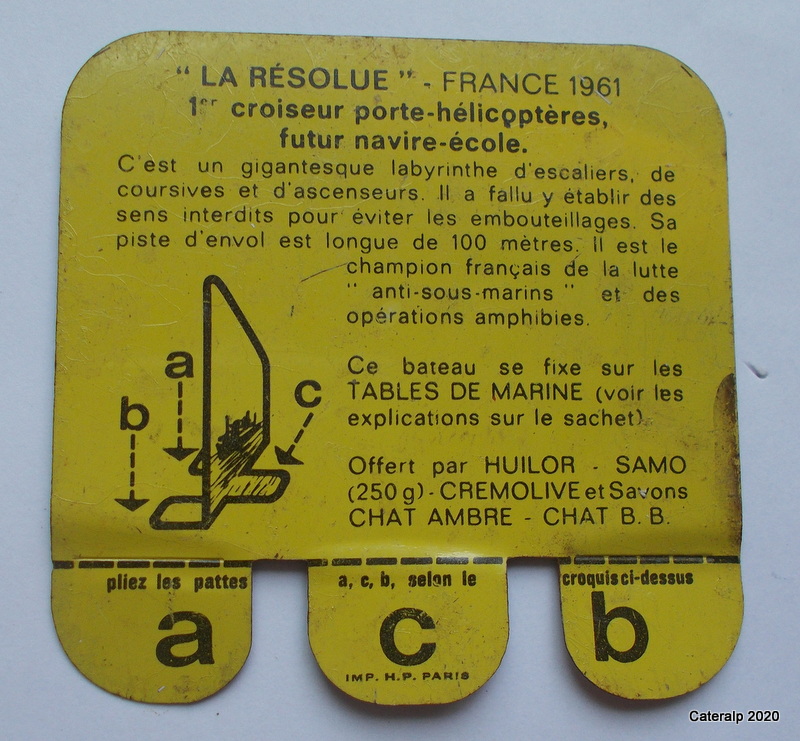 " LA RÉSOLUE " - FRANCE 1961
1er croiseur porte-hélicoptères,
futur navire-école.
C'est un gigantesque labyrinthe d'escaliers, de
coursives et d'ascenseurs. Il a fallu y établir des
sens interdits pour éviter les embouteillages. Sa
piste d'envol est longue de 100 mètres. Il est le
champion français de la lutte
" anti-sous-marins " et des
opérations amphibies.
Ce bateau se fixe sur les
TABLES DE MARINE (voir les
explications sur le sachet).
Offert par HUILOR - SAMO
(250 g) - CREMOLIVE et Savons
CHAT AMBRE - CHAT B. B.
a
b
c
pliez les pattes a, c, b, selon le croquis ci-dessus
a c b
IMP. H.P. PARIS
Cateralp 2020